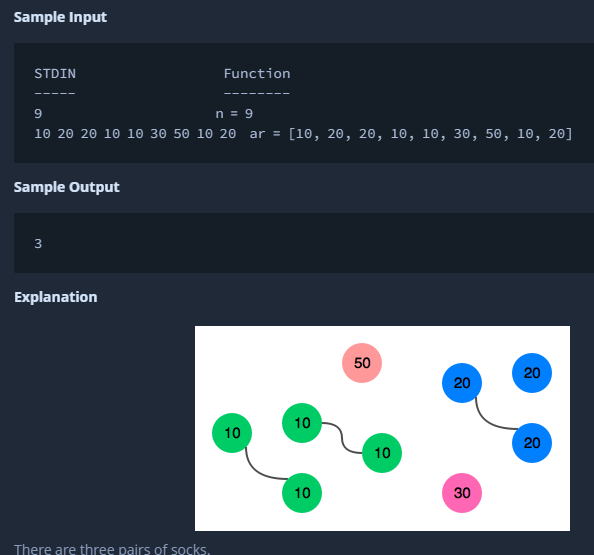 Sample Input
STDIN Function
----- --------
9 n = 9
10 20 20 10 10 30 50 10 20 ar = [10, 20, 20, 10, 10, 30, 50, 10, 20]
Sample Output
3
Explanation
50
20
20
10
10
10
20
10
30
There are three pairs of socks.